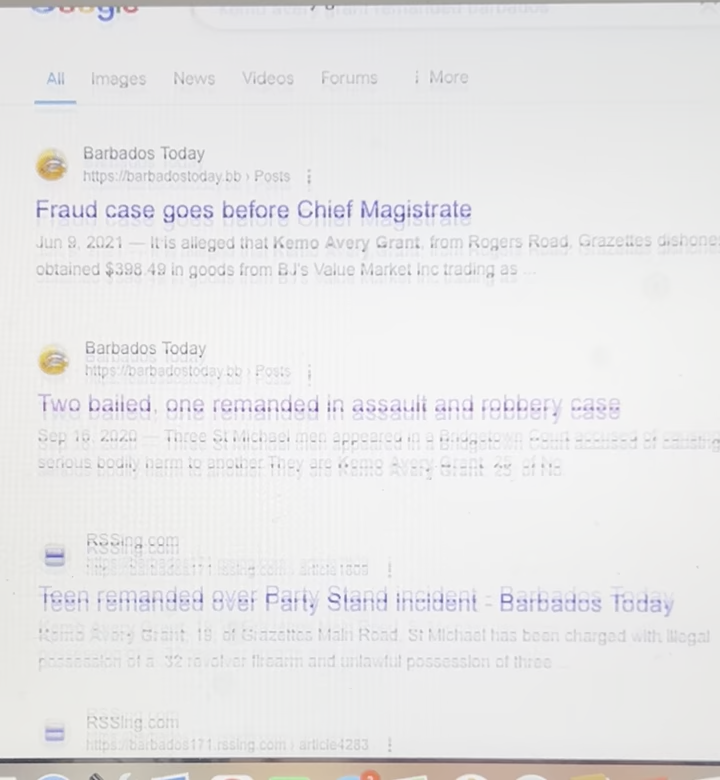 Google
All Images News Videos Forums ⋮ More
Barbados Today
https://barbadostoday.bb › Posts ⋮
Fraud case goes before Chief Magistrate
Jun 9, 2021 — It is alleged that Kemo Avery Grant, from Rogers Road, Grazettes
obtained $398.49 in goods from BJ's Value Market Inc trading as ...
Barbados Today
https://barbadostoday.bb › Posts ⋮
Two bailed, one remanded in assault and robbery case
Sep 16, 2020 — Three St Michael men appeared in a Bridgetown Court accused of
serious bodily harm to another They are Kemo Avery Grant, 25, of No
RSSing.com
⋮
Teen remanded over Party Stand incident - Barbados Today
Kemo Avery Grant, 19, of Grazettes Main Road, St Michael has been charged with illegal
possession of a .32 revolver firearm and unlawful possession of three
RSSing.com
https://barbados171.rssing.com › article4283 ⋮